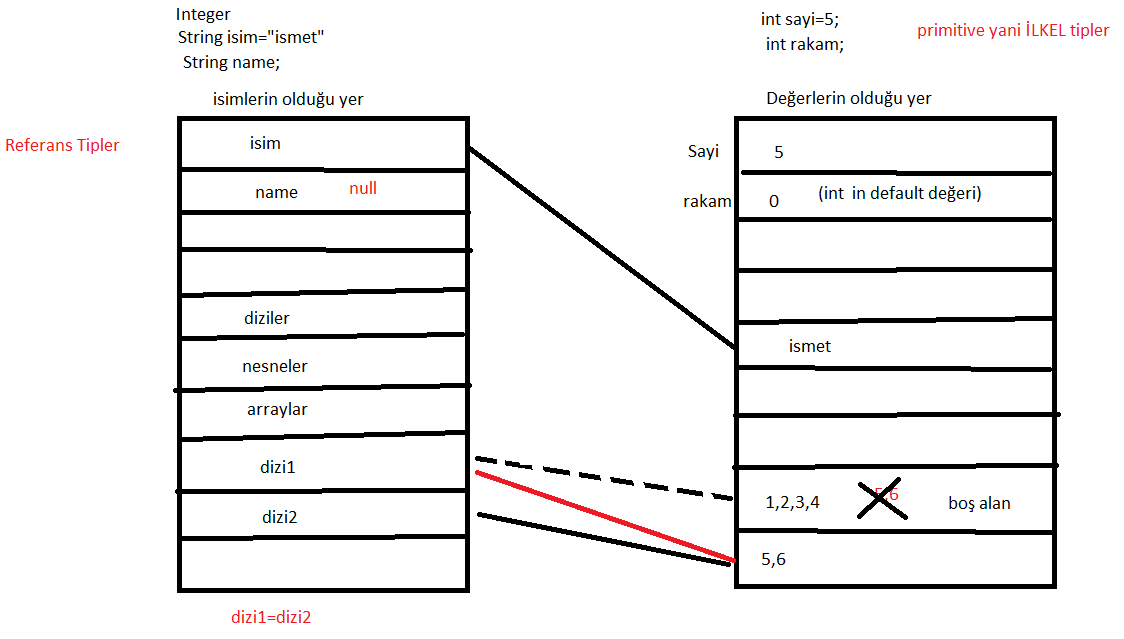 Integer
String isim="ismet"
String name;
int sayi=5;
int rakam;
primitive yani İLKEL tipler
isimlerin olduğu yer
Değerlerin olduğu yer
Referans Tipler
isim
name null
diziler
nesneler
arraylar
dizi1
dizi2
dizi1=dizi2
Sayi 5
rakam 0 (int in default değeri)
ismet
1,2,3,4 5,6 boş alan
5,6